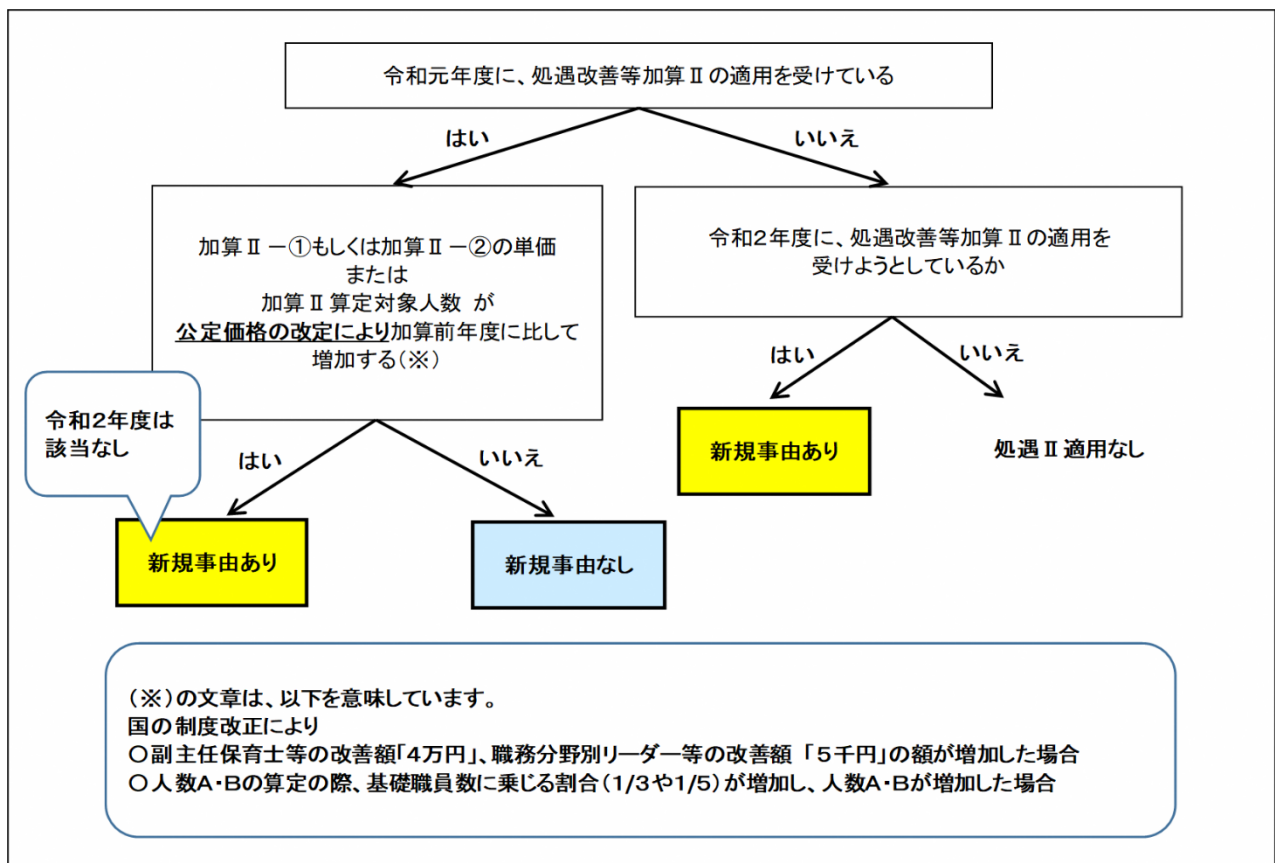 令和元年度に、処遇改善等加算Ⅱの適用を受けている
はい
いいえ
加算Ⅱ－①もしくは加算Ⅱ－②の単価
または
加算Ⅱ算定対象人数 が
公定価格の改定により加算前年度に比して
増加する(※)
令和２年度に、処遇改善等加算Ⅱの適用を
受けようとしているか
はい
いいえ
新規事由あり
処遇Ⅱ適用なし
令和２年度は
該当なし
はい
いいえ
新規事由あり
新規事由なし
(※)の文章は、以下を意味しています。
国の制度改正により
○副主任保育士等の改善額「４万円」、職務分野別リーダー等の改善額 「５千円」の額が増加した場合
○人数A・Bの算定の際、基礎職員数に乗じる割合(1/3や1/5)が増加し、人数A・Bが増加した場合